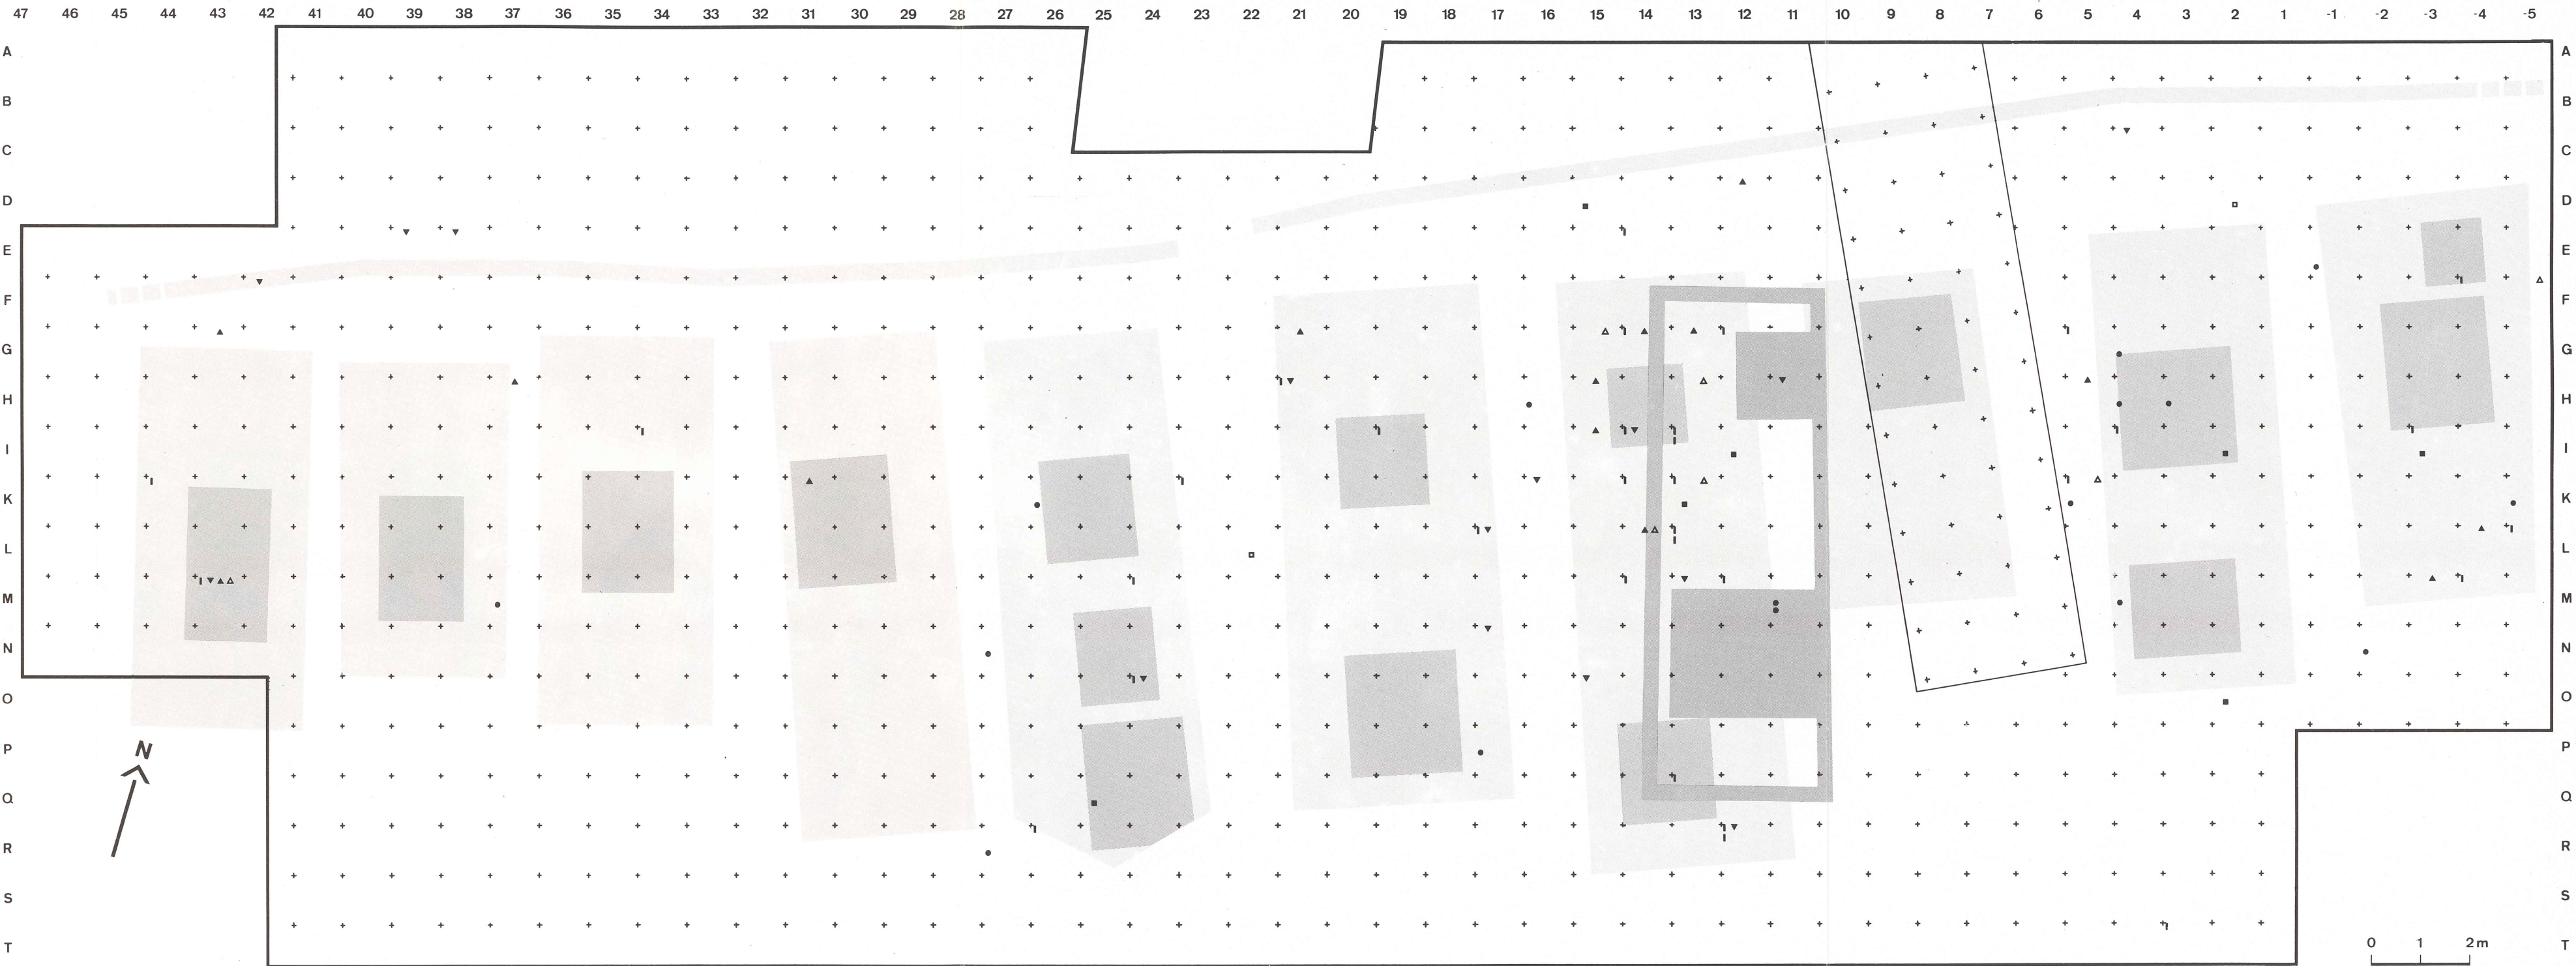 47 46 45 44 43 42 41 40 39 38 37 36 35 34 33 32 31 30 29 28 27 26 25 24 23 22 21 20 19 18 17 16 15 14 13 12 11 10 9 8 7 6 5 4 3 2 1 -1 -2 -3 -4 -5
A A
B B
C C
D D
E E
F F
G G
H H
I I
K K
L L
M M
N N
O O
P N P
Q Q
R R
S S
0 1 2m
T T